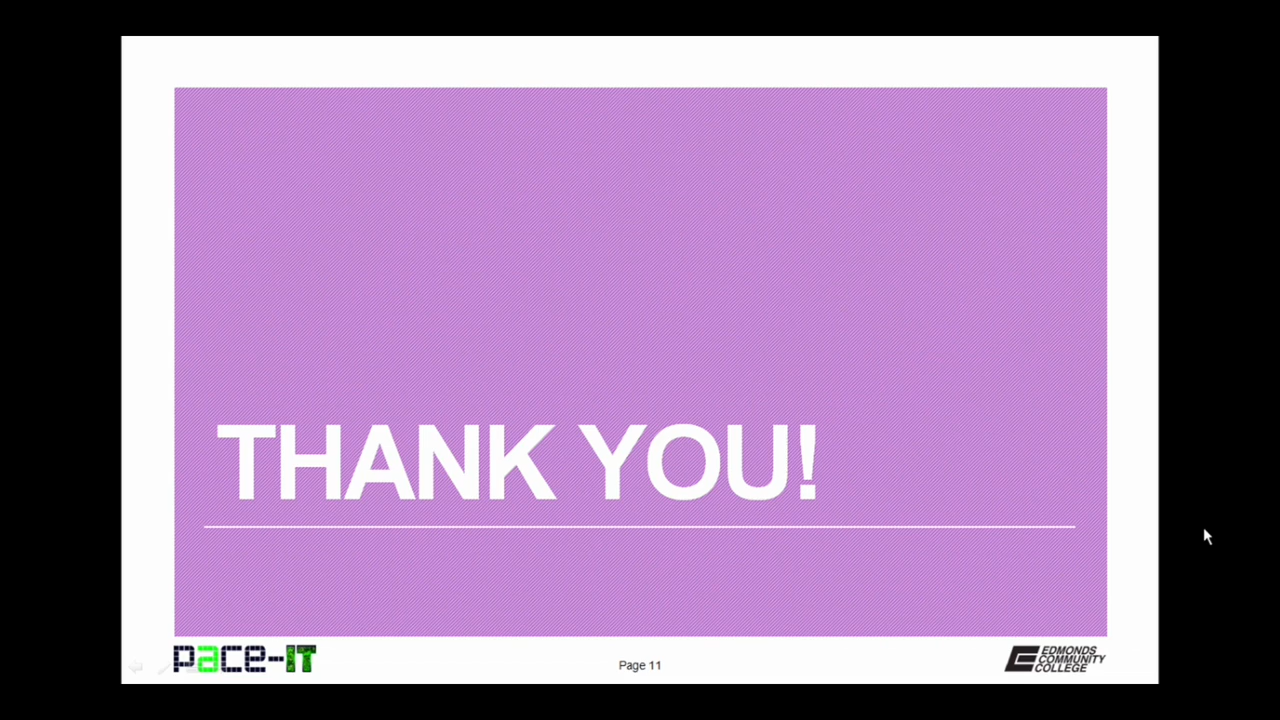 THANK YOU!
pace-IT
Page 11
EDMONDS
COMMUNITY
COLLEGE